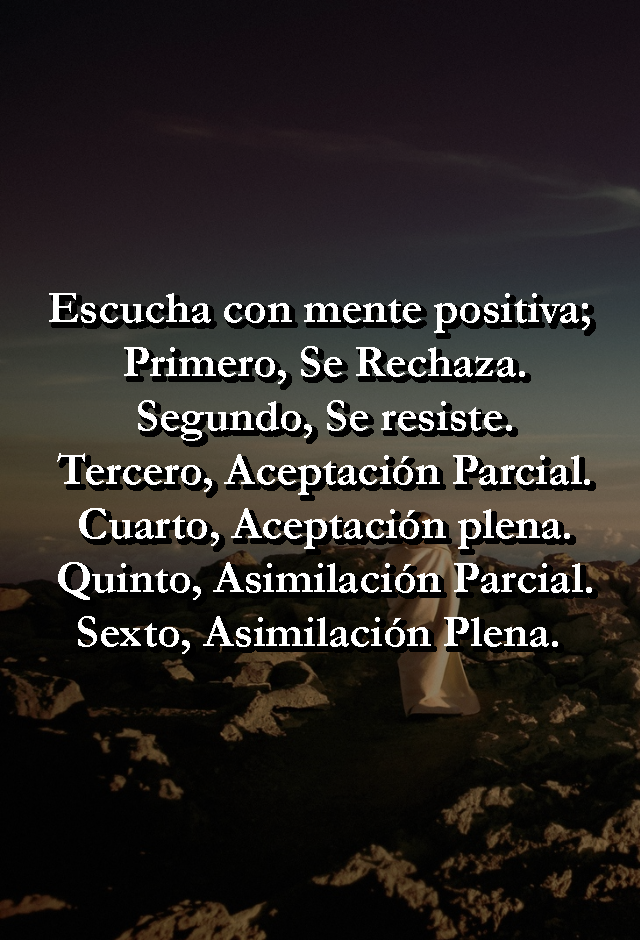 Escucha con mente positiva;
Primero, Se Rechaza.
Segundo, Se resiste.
Tercero, Aceptación Parcial.
Cuarto, Aceptación plena.
Quinto, Asimilación Parcial.
Sexto, Asimilación Plena.